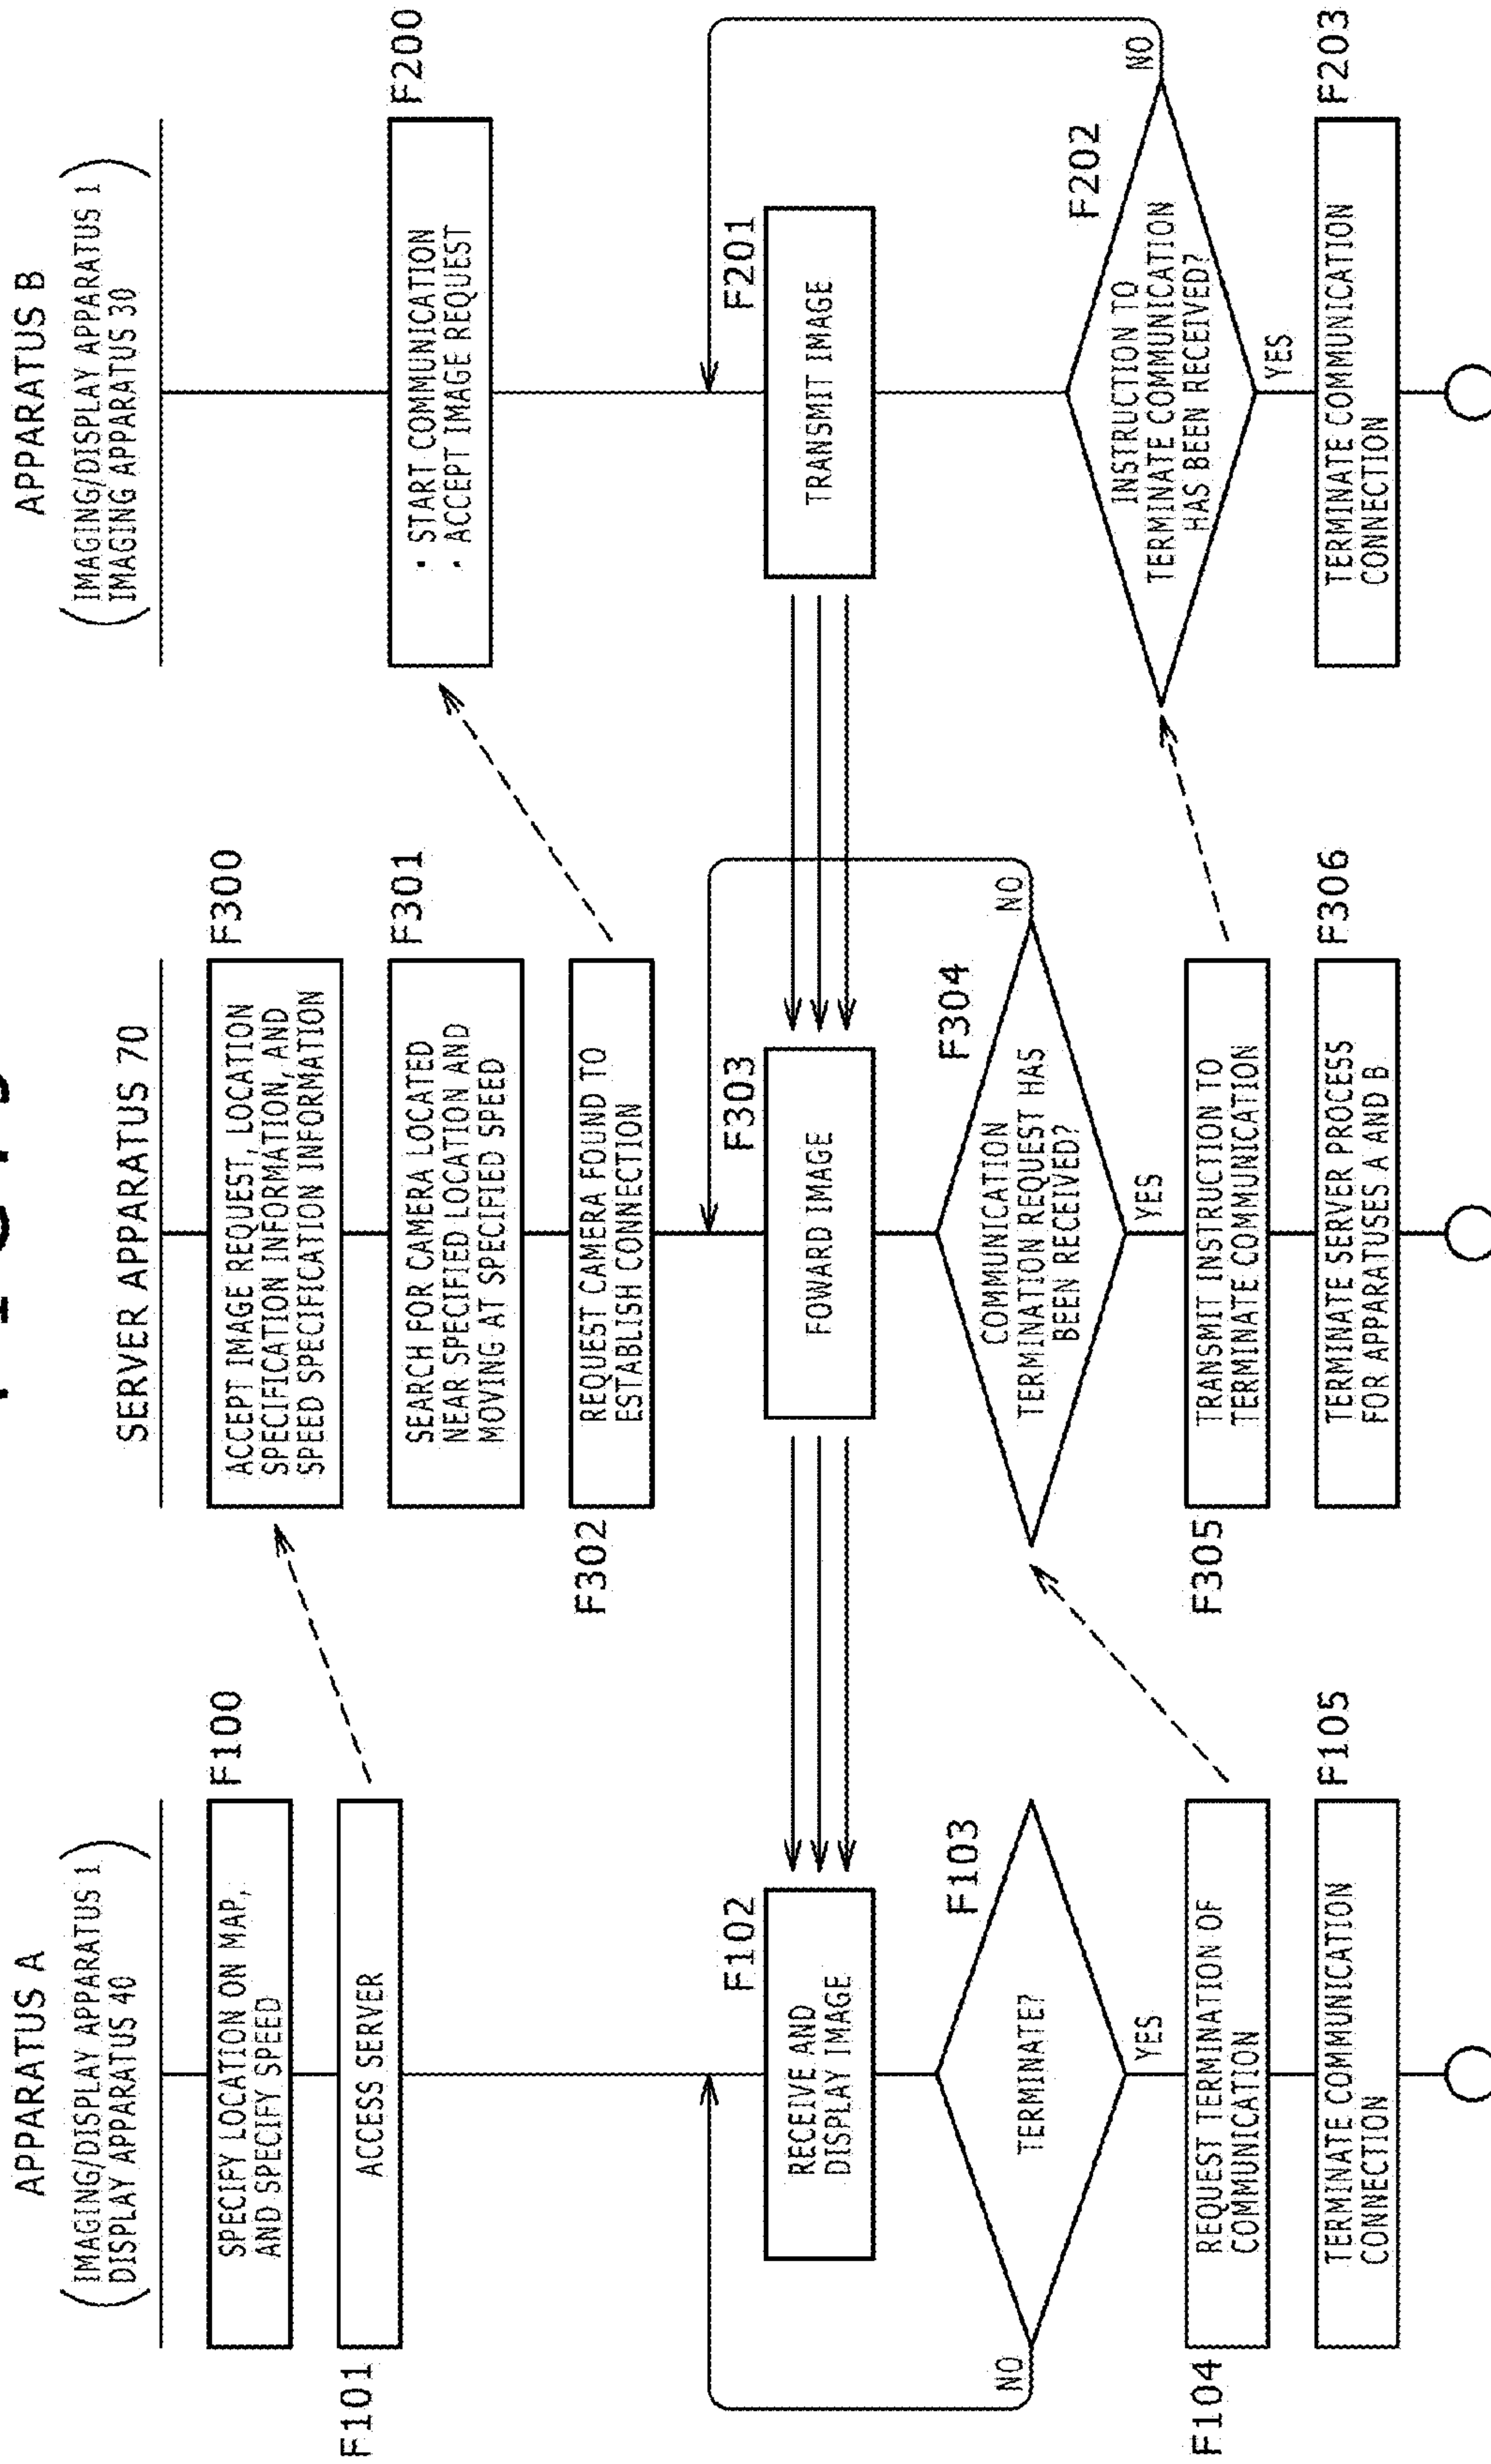 APPARATUS A
(IMAGING/DISPLAY APPARATUS 1
DISPLAY APPARATUS 40)
F100
SPECIFY LOCATION ON MAP,
AND SPECIFY SPEED
F101
ACCESS SERVER
F102
RECEIVE AND
DISPLAY IMAGE
F103
TERMINATE?
NO
YES
F104
REQUEST TERMINATION OF
COMMUNICATION
F105
TERMINATE COMMUNICATION
CONNECTION
SERVER APPARATUS 70
F300
ACCEPT IMAGE REQUEST, LOCATION
SPECIFICATION INFORMATION, AND
SPEED SPECIFICATION INFORMATION
F301
SEARCH FOR CAMERA LOCATED
NEAR SPECIFIED LOCATION AND
MOVING AT SPECIFIED SPEED
F302
REQUEST CAMERA FOUND TO
ESTABLISH CONNECTION
F303
FOWARD IMAGE
F304
COMMUNICATION
TERMINATION REQUEST HAS
BEEN RECEIVED?
NO
YES
F305
TRANSMIT INSTRUCTION TO
TERMINATE COMMUNICATION
F306
TERMINATE SERVER PROCESS
FOR APPARATUSES A AND B
APPARATUS B
(IMAGING/DISPLAY APPARATUS 1
IMAGING APPARATUS 30)
F200
: START COMMUNICATION
. ACCEPT IMAGE REQUEST
F201
TRANSMIT IMAGE
F202
INSTRUCTION TO
TERMINATE COMMUNICATION
HAS BEEN RECEIVED?
NO
YES
F203
TERMINATE COMMUNICATION
CONNECTION